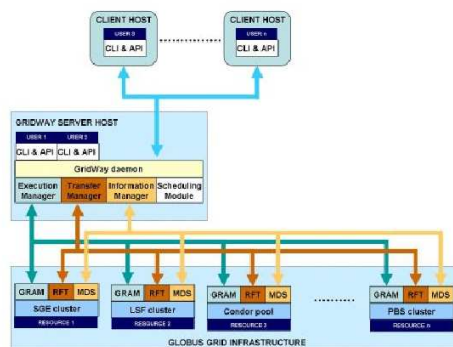 CLIENT HOST
CLIENT HOST
USER 3
CLI & API
USER n
CLI & API
GRIDWAY SERVER HOST
USER 1
USER 2
CLI & API
CLI & API
GridWay daemon
Execution Manager
Transfer Manager
Information Manager
Scheduling Module
GRAM RFT MDS
SGE cluster
RESOURCE 1
GRAM RFT MDS
LSF cluster
RESOURCE 2
GRAM RFT MDS
Condor pool
RESOURCE 3
GRAM RFT MDS
PBS cluster
RESOURCE n
GLOBUS GRID INFRASTRUCTURE